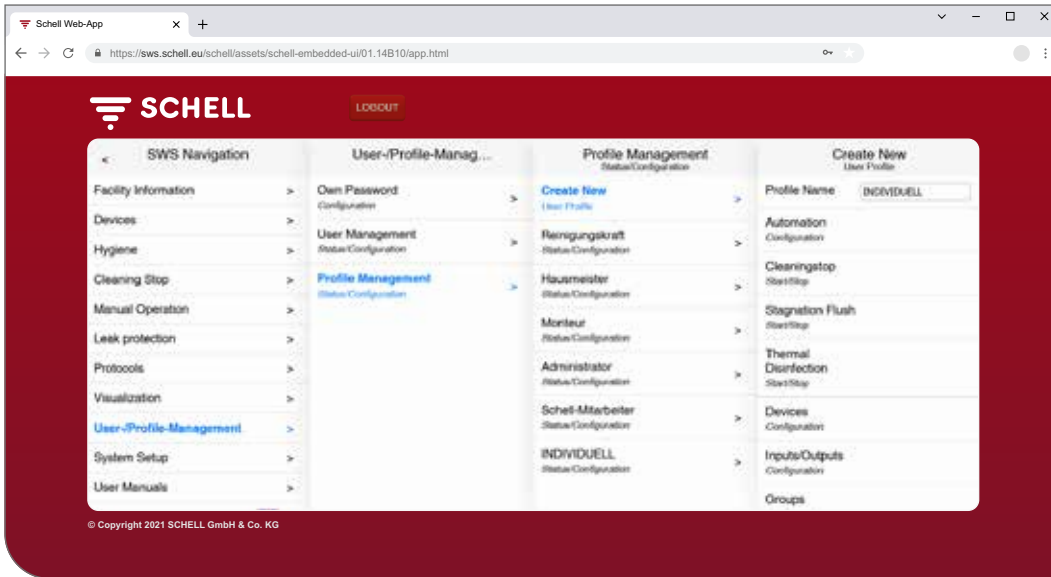 Schell Web-App
https://sws.schell.eu/schell/assets/schell-embedded-ui/01.14B10/app.html
SCHELL
LOGOUT
SWS Navigation
Facility Information
Devices
Hygiene
Cleaning Stop
Manual Operation
Leak protection
Protocols
Visualization
User-/Profile-Management
System Setup
User Manuals
User-/Profile-Manag...
Own Password
Configuration
User Management
Status/Configuration
Profile Management
Status/Configuration
Profile Management
Status/Configuration
Create New
User Profile
Reinigungskraft
Status/Configuration
Hausmeister
Status/Configuration
Monteur
Status/Configuration
Administrator
Status/Configuration
Schell-Mitarbeiter
Status/Configuration
INDIVIDUELL
Status/Configuration
Create New
User Profile
Profile Name INDIVIDUELL
Automation
Configuration
Cleaningstop
Start/Stop
Stagnation Flush
Start/Stop
Thermal
Disinfection
Start/Stop
Devices
Configuration
Inputs/Outputs
Configuration
Groups
© Copyright 2021 SCHELL GmbH & Co. KG